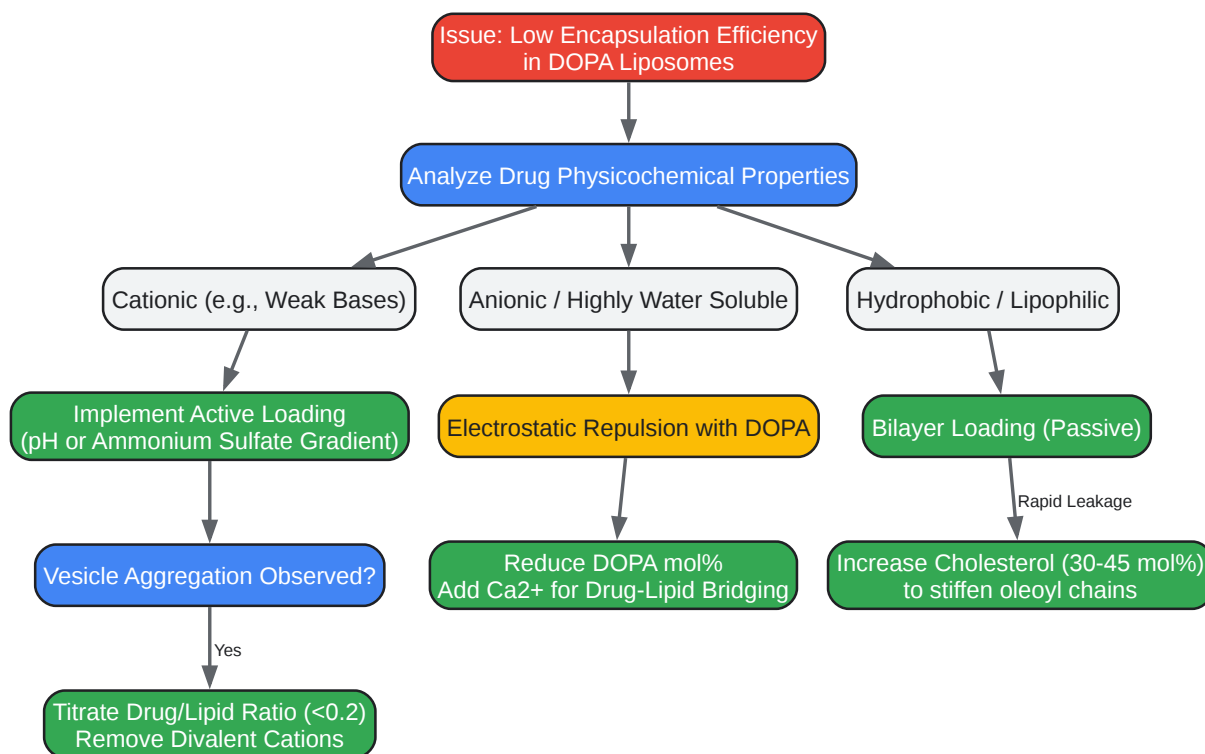 Issue: Low Encapsulation Efficiency
in DOPA Liposomes
Analyze Drug Physicochemical Properties
Cationic (e.g., Weak Bases)
Anionic / Highly Water Soluble
Hydrophobic / Lipophilic
Implement Active Loading
(pH or Ammonium Sulfate Gradient)
Electrostatic Repulsion with DOPA
Bilayer Loading (Passive)
Rapid Leakage
Vesicle Aggregation Observed?
Reduce DOPA mol%
Add Ca2+ for Drug-Lipid Bridging
Increase Cholesterol (30-45 mol%)
to stiffen oleoyl chains
Yes
Titrate Drug/Lipid Ratio (<0.2)
Remove Divalent Cations